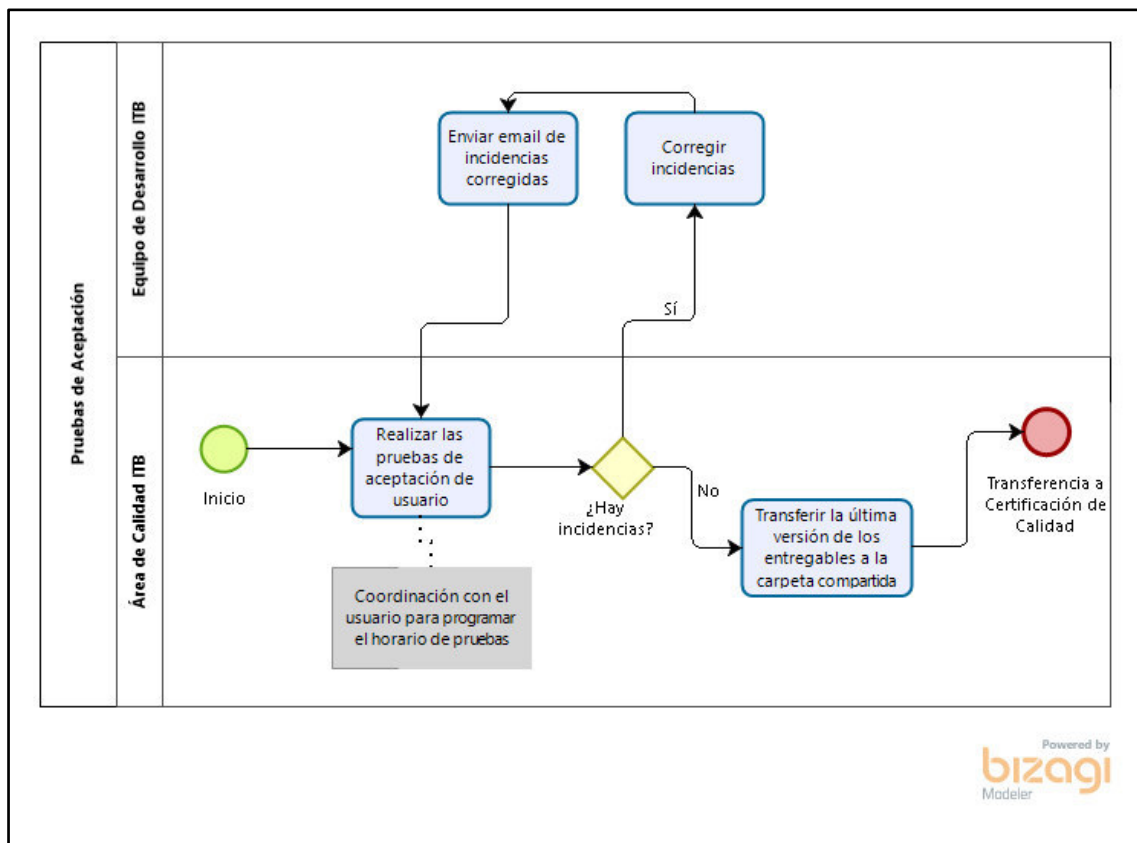 Pruebas de Aceptación
Equipo de Desarrollo ITB
Enviar email de
incidencias
corregidas
Corregir
incidencias
Sí
Área de Calidad ITB
Inicio
Realizar las
pruebas de
aceptación de
usuario
¿Hay
incidencias?
No
Transferir la última
versión de los
entregables a la
carpeta compartida
Transferencia a
Certificación de
Calidad
Coordinación con el
usuario para programar
el horario de pruebas
Powered by
bizagi
Modeler